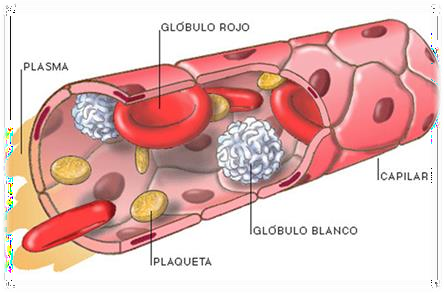 GLÓBULO ROJO
PLASMA
CAPILAR
GLÓBULO BLANCO
PLAQUETA